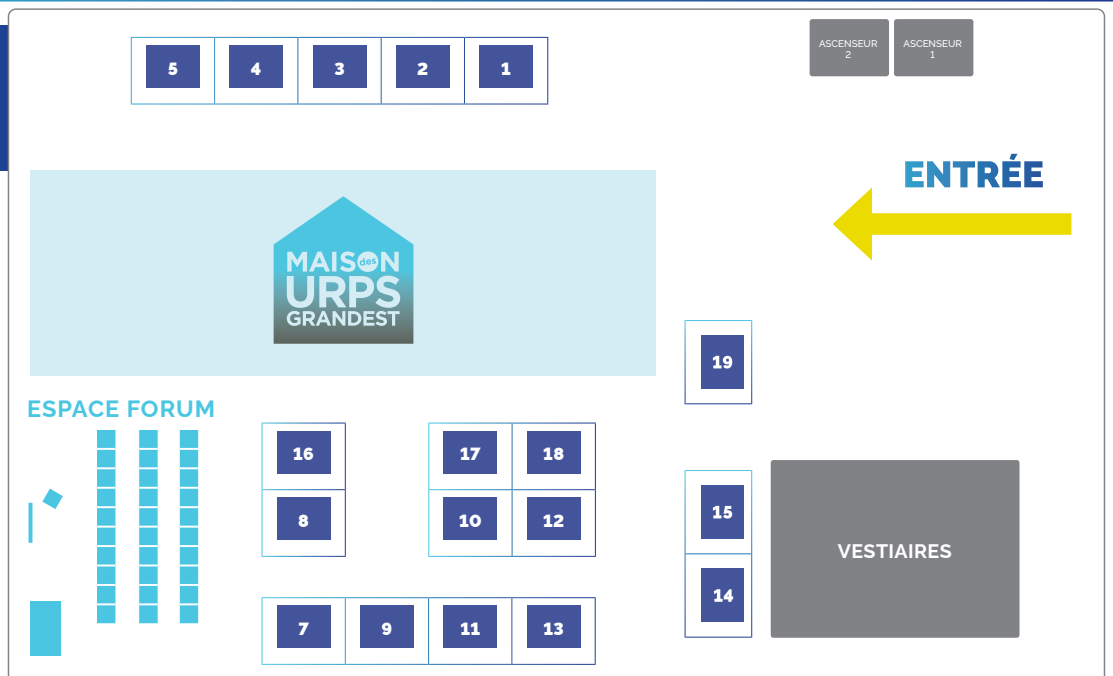 5 4 3 2 1
ASCENSEUR
2
ASCENSEUR
1
ENTRÉE
MAISON
des
URPS
GRANDEST
19
ESPACE FORUM
16 17 18
8 10 12
15
VESTIAIRES
14
7 9 11 13